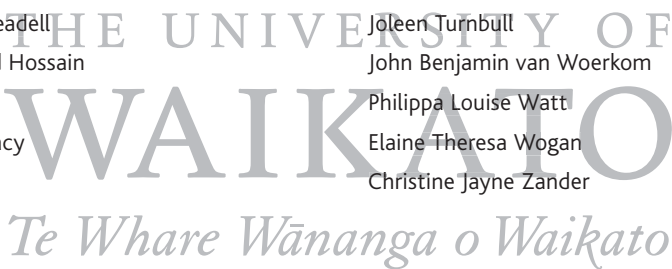 THE UNIVERSITY OF
WAIKATO
Te Whare Wānanga o Waikato
Hossain
Joleen Turnbull
John Benjamin van Woerkom
Philippa Louise Watt
Elaine Theresa Wogan
Christine Jayne Zander